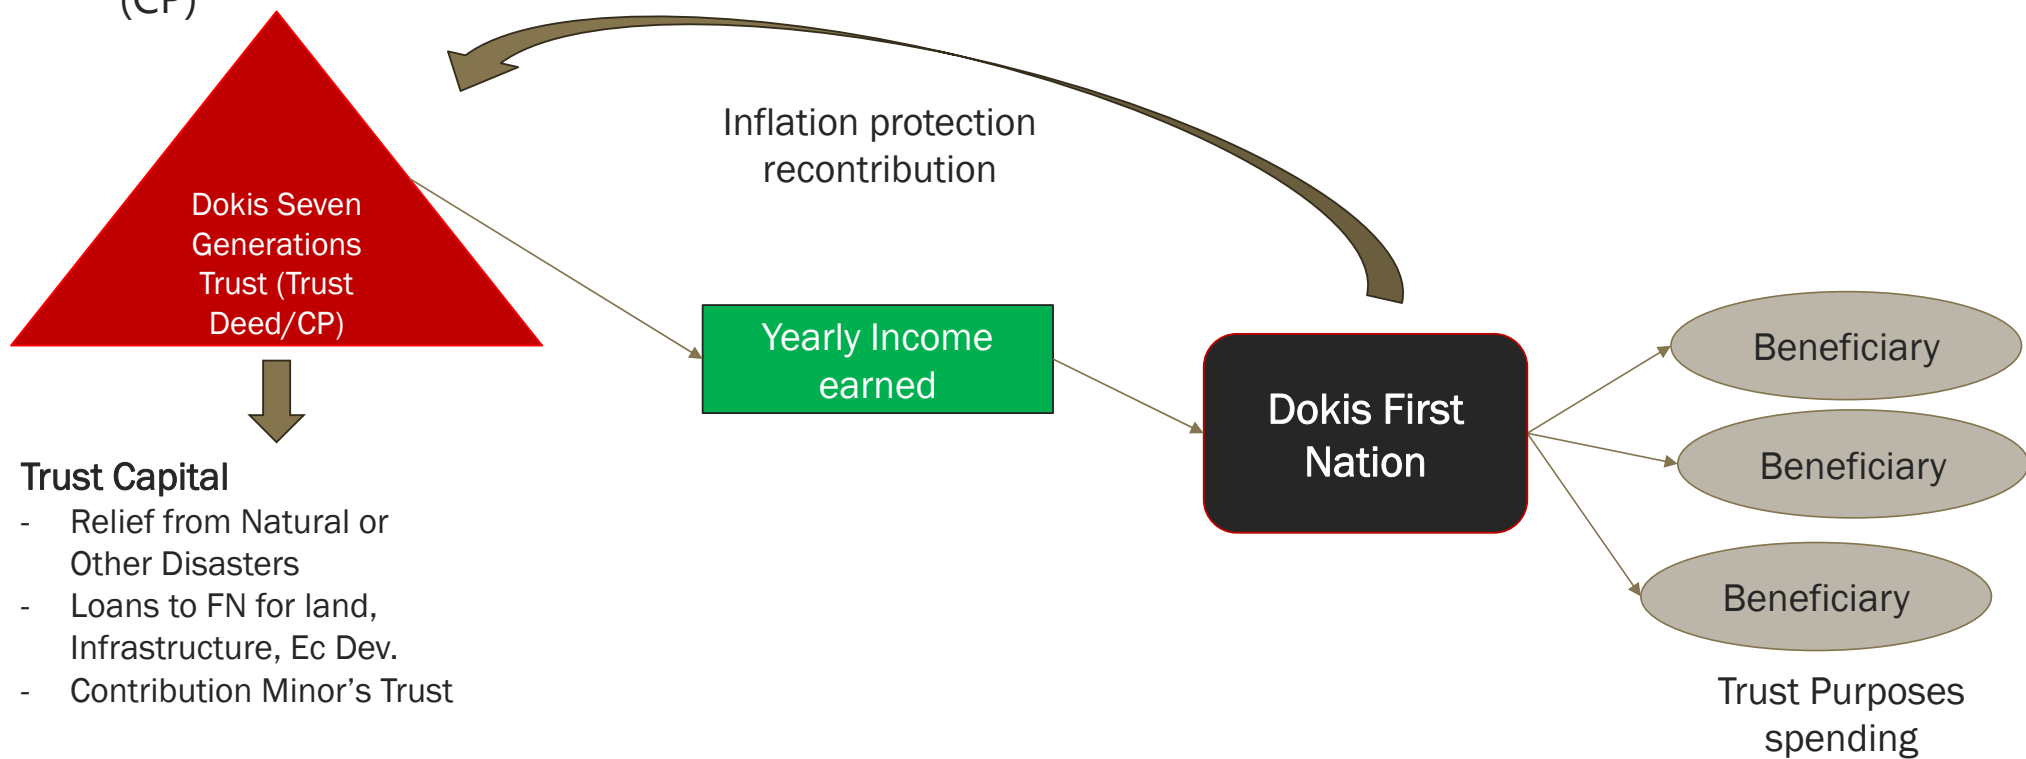 (CP)
Dokis Seven
Generations
Trust (Trust
Deed/CP)
Inflation protection
recontribution
Yearly Income
earned
Dokis First
Nation
Beneficiary
Beneficiary
Beneficiary
Trust Purposes
spending
Trust Capital
- Relief from Natural or
Other Disasters
- Loans to FN for land,
Infrastructure, Ec Dev.
- Contribution Minor’s Trust